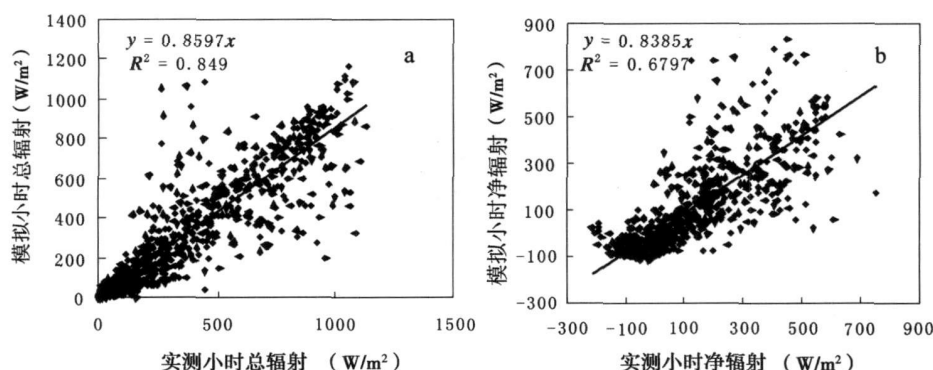 y = 0.8597x
R² = 0.849
a
模拟小时总辐射 (W/m²)
1400
1200
1000
800
600
400
200
0
0 500 1000 1500
实测小时总辐射 (W/m²)
y = 0.8385x
R² = 0.6797
b
模拟小时净辐射 (W/m²)
900
700
500
300
100
-100
-300
-300 -100 100 300 500 700 900
实测小时净辐射 (W/m²)